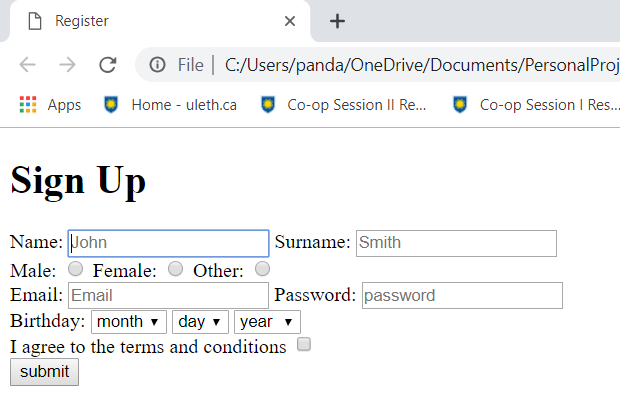 Register
File | C:/Users/panda/OneDrive/Documents/PersonalProj
Apps Home - uleth.ca Co-op Session II Re... Co-op Session I Res...
Sign Up
Name: John Surname: Smith
Male: Female: Other:
Email: Email Password: password
Birthday: month day year
I agree to the terms and conditions
submit